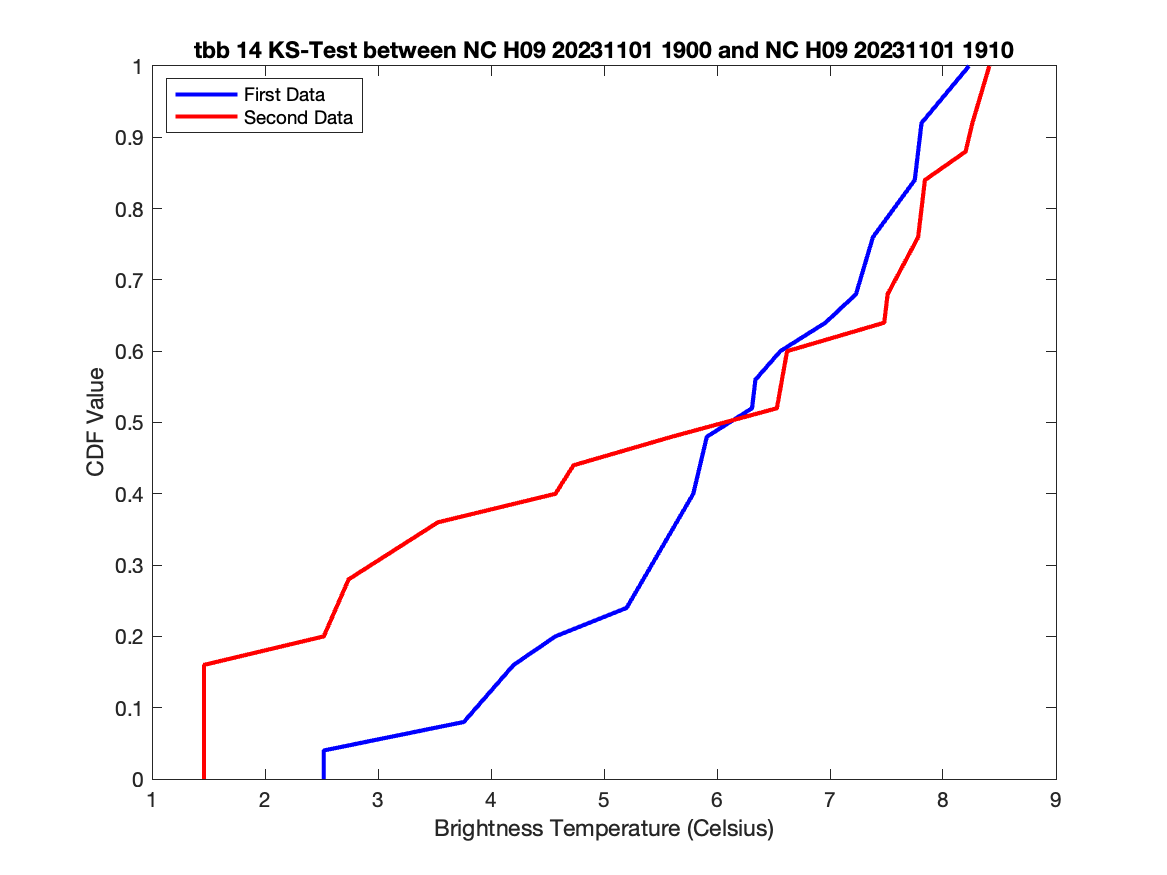 tbb 14 KS-Test between NC H09 20231101 1900 and NC H09 20231101 1910
First Data
Second Data
1
0.9
0.8
0.7
0.6
0.5
0.4
0.3
0.2
0.1
0
CDF Value
1 2 3 4 5 6 7 8 9
Brightness Temperature (Celsius)